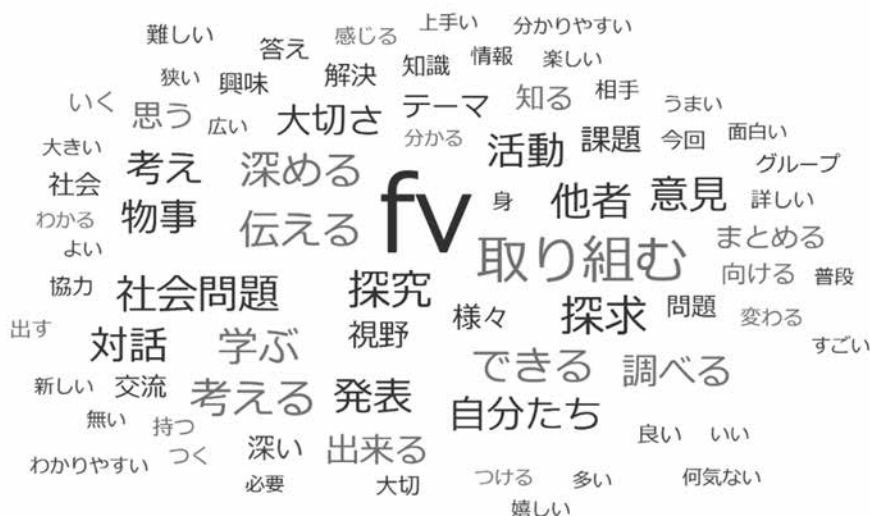 上手い 分かりやすい
難しい 答え 感じる
知識 情報 楽しい
狭い 興味 解決
いく 思う 広い 大切さ テーマ 知る 相手 うまい
分かる 活動 課題 今回 面白い
大きい 考え 深める グループ
社会 fv 身 他者 意見 詳しい
わかる 物事 伝える まとめる
よい 取り組む 向ける 普段
協力 社会問題 探究 様々 探求 問題 変わる
出す 対話 学ぶ 視野 すごい
できる 調べる
新しい 交流 考える 発表 自分たち
無い 持つ 良い いい
わかりやすい つく 深い 出来る
必要 大切 つける 多い 何気ない
嬉しい